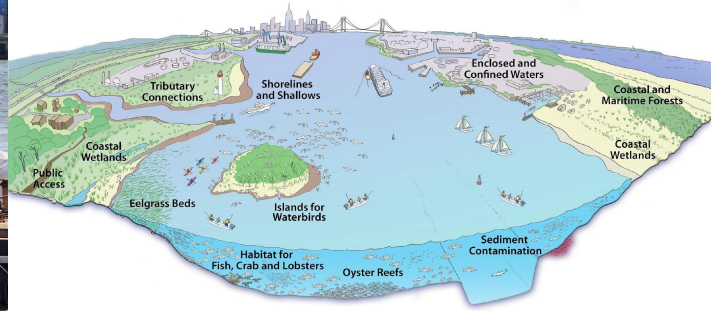 Tributary
Connections
Shorelines
and Shallows
Enclosed and
Confined Waters
Coastal and
Maritime Forests
Coastal
Wetlands
Coastal
Wetlands
Public
Access
Eelgrass Beds
Islands for
Waterbirds
Habitat for
Fish, Crab and Lobsters
Oyster Reefs
Sediment
Contamination